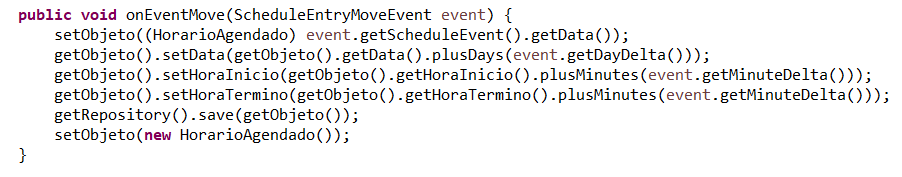 public void onEventMove(ScheduleEntryMoveEvent event) {
    setObjeto((HorarioAgendado) event.getScheduleEvent().getData());
    getObjeto().setData(getObjeto().getData().plusDays(event.getDayDelta()));
    getObjeto().setHoraInicio(getObjeto().getHoraInicio().plusMinutes(event.getMinuteDelta()));
    getObjeto().setHoraTermino(getObjeto().getHoraTermino().plusMinutes(event.getMinuteDelta()));
    getRepository().save(getObjeto());
    setObjeto(new HorarioAgendado());
}